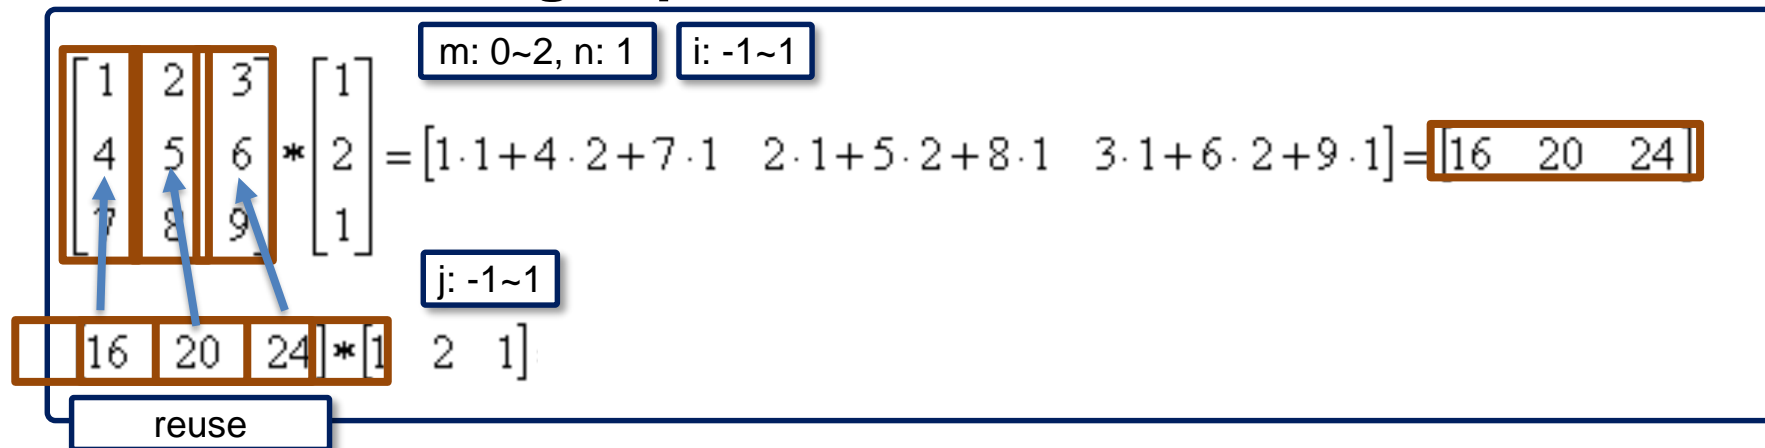 m: 0~2, n: 1 i: -1~1
1 2 3 1
4 5 6 * 2 = [1·1+4·2+7·1 2·1+5·2+8·1 3·1+6·2+9·1] = [16 20 24]
7 8 9 1
j: -1~1
16 20 24] * [1 2 1]
reuse